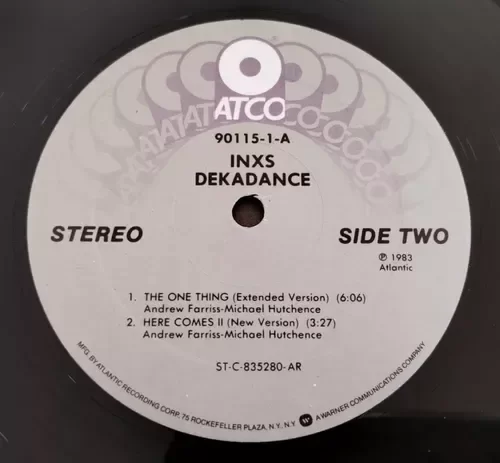 ATCO
90115-1-A
INXS
DEKADANCE
STEREO
SIDE TWO
℗ 1983
Atlantic
1. THE ONE THING (Extended Version) (6:06)
Andrew Farriss-Michael Hutchence
2. HERE COMES II (New Version) (3:27)
Andrew Farriss-Michael Hutchence
ST-C-835280-AR
MFG. BY ATLANTIC RECORDING CORP. 75 ROCKEFELLER PLAZA, N.Y., N.Y. A WARNER COMMUNICATIONS COMPANY